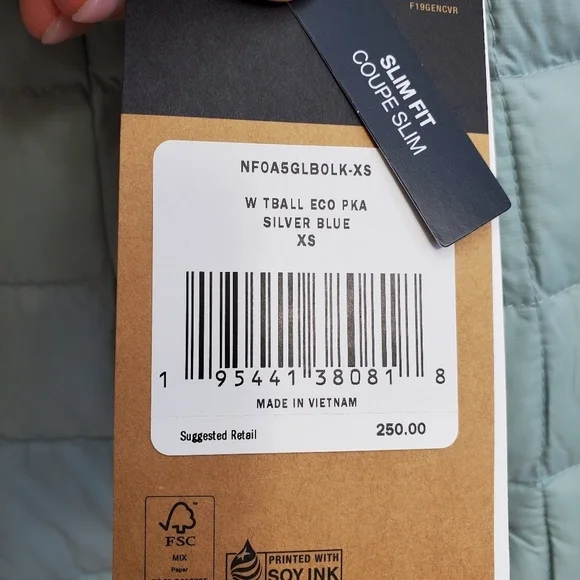 F19GENCVR
SLIM FIT
COUPE SLIM
NF0A5GLB0LK-XS
W TBALL ECO PKA
SILVER BLUE
XS
1 95441 38081 8
MADE IN VIETNAM
Suggested Retail 250.00
FSC
MIX
Paper
PRINTED WITH
SOY INK